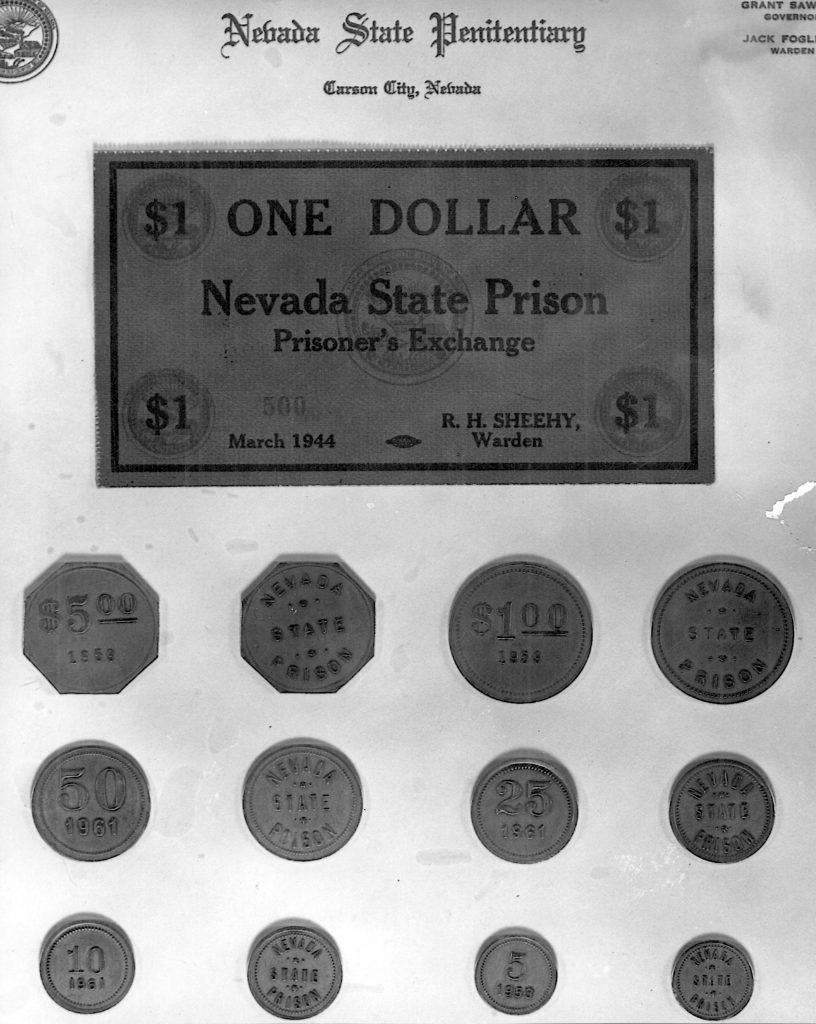 Nevada State Penitentiary
Carson City, Nevada
GRANT SAW
GOVERNO
JACK FOGL
WARDEN
$1 ONE DOLLAR $1
Nevada State Prison
Prisoner's Exchange
$1 $1
500
March 1944
R. H. SHEEHY,
Warden
$5.00
NEVADA
STATE
PRISON
$1.00
NEVADA
STATE
PRISON
50
1961
NEVADA
STATE
PRISON
25
1961
NEVADA
STATE
PRISON
10
1961
NEVADA
STATE
PRISON
5
NEVADA
STATE
PRISON